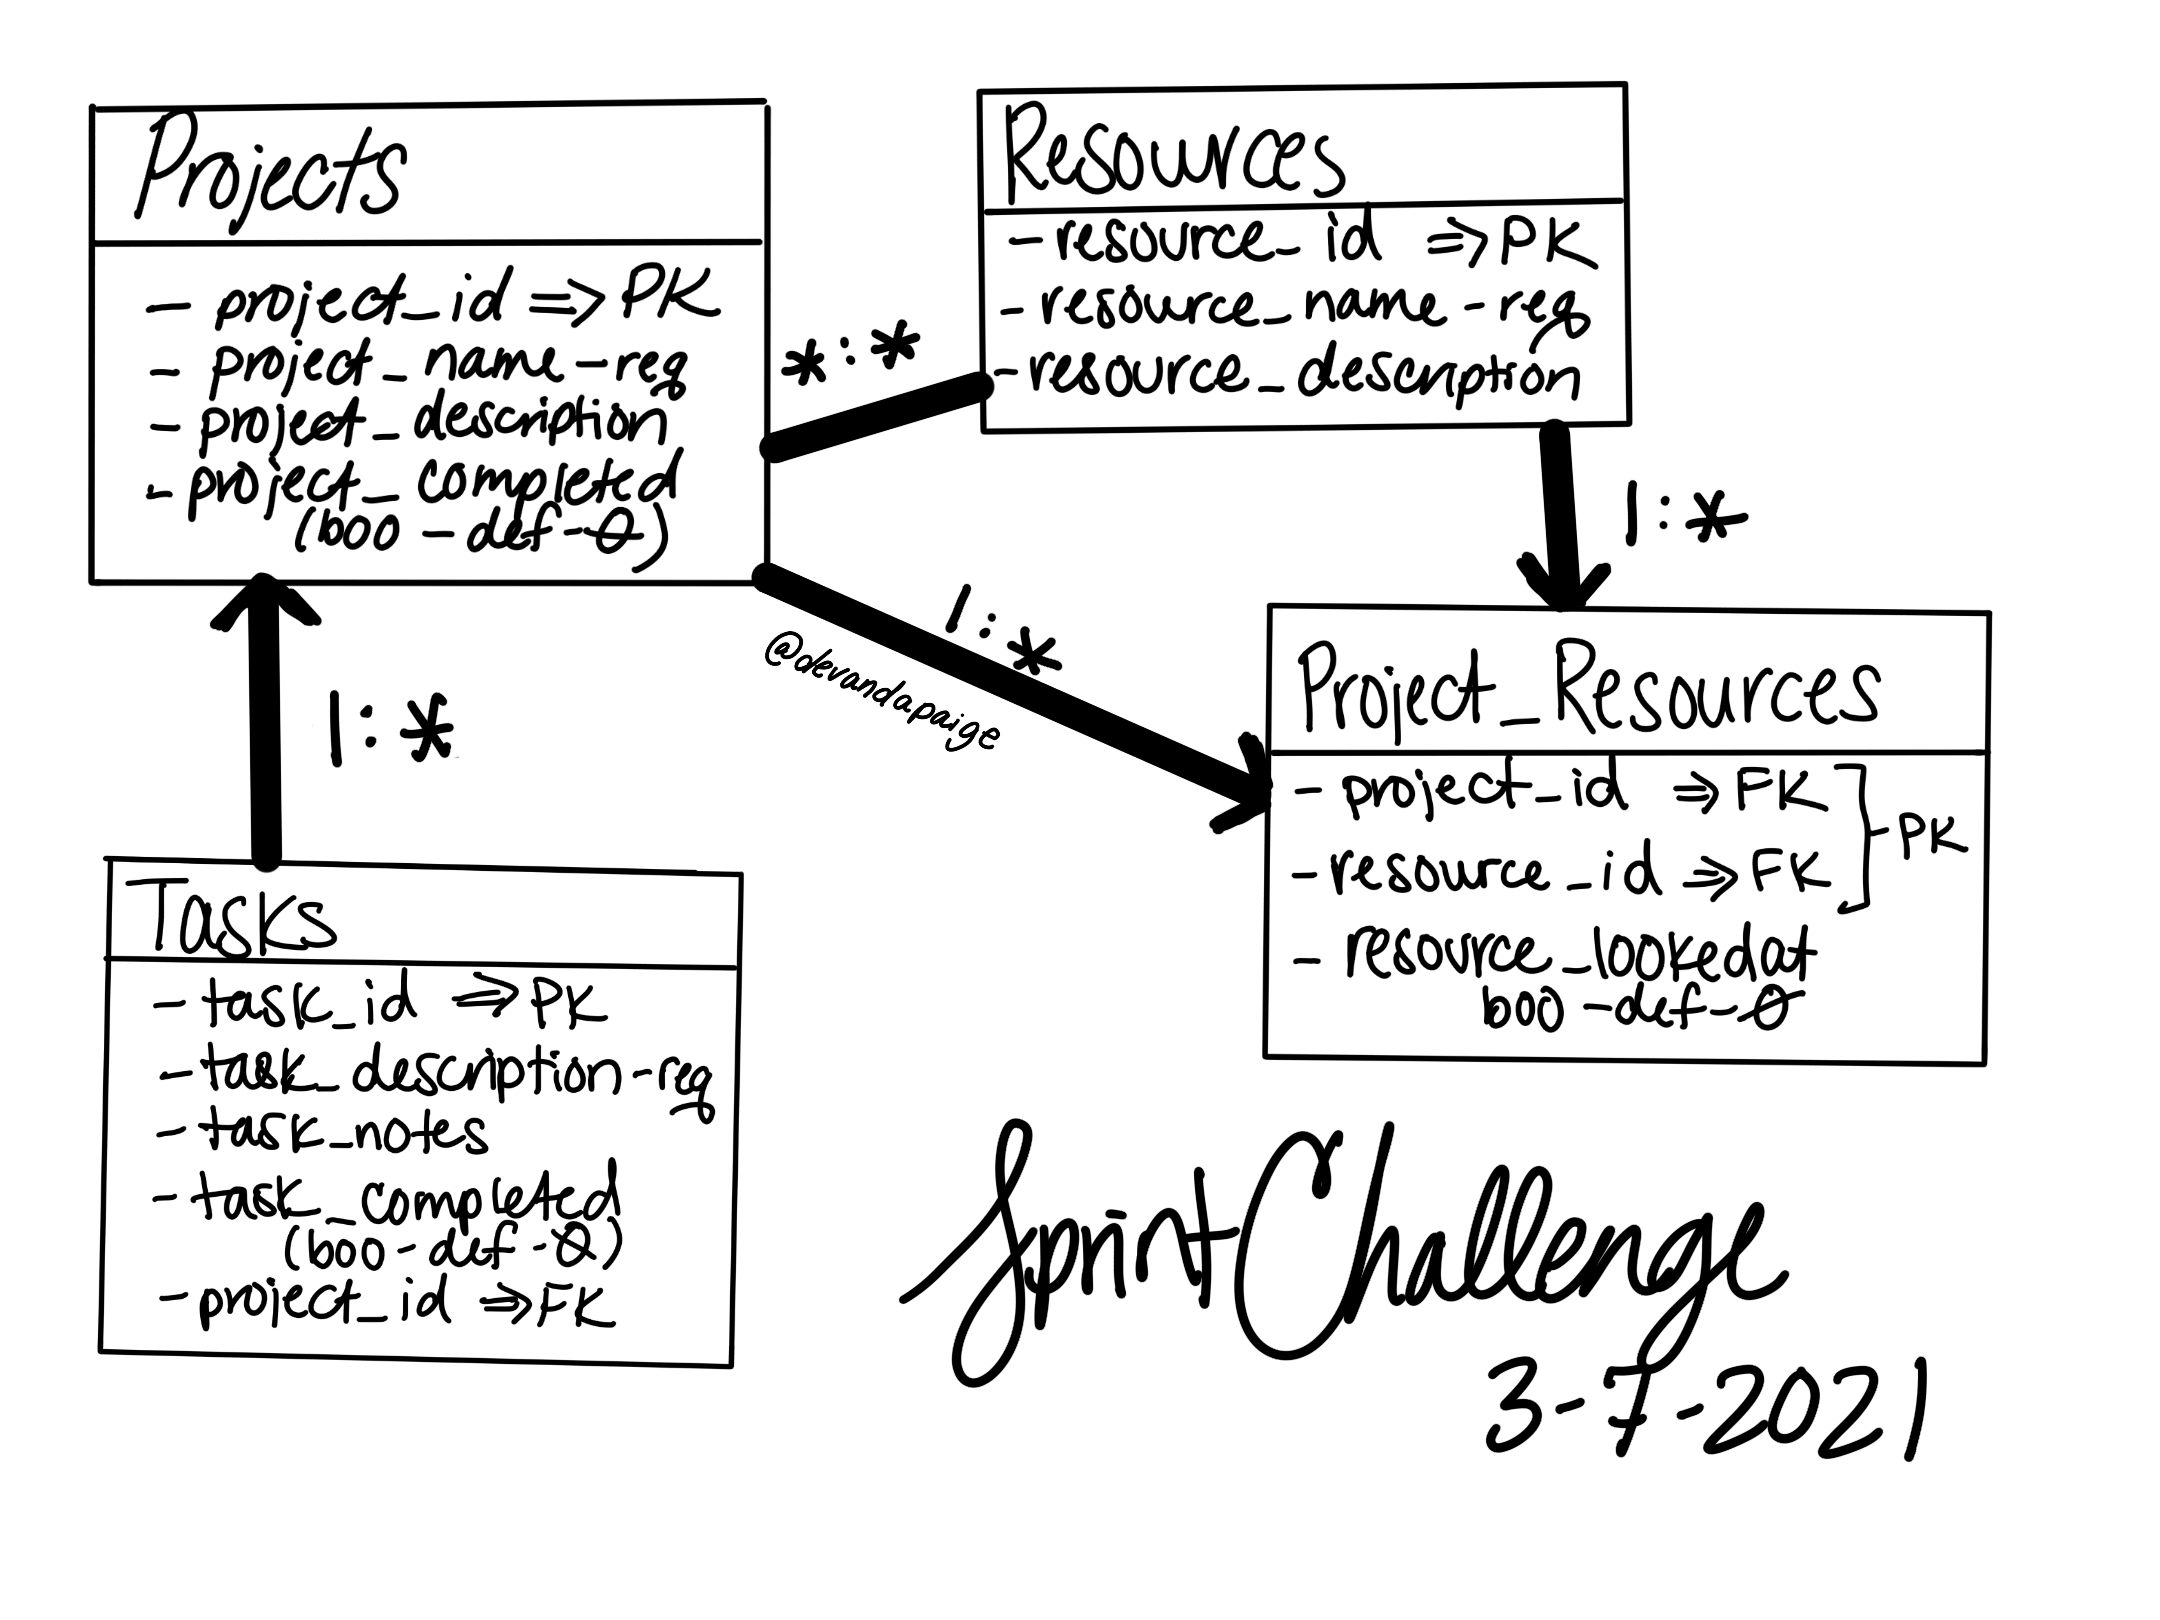 Projects
- project_id => PK
- project_name - req
- project_description
- project_completed
(boo - def - 0)
*:*
Resources
- resource_id => PK
- resource_name - req
- resource_description
1:*
1:*
@devandapaige
Project_Resources
- project_id => FK
- resource_id => FK
] - PK
- resource_lookedat
boo - def - 0
1:*
Tasks
- task_id => PK
- task_description - req
- task_notes
- task_completed
(boo - def - 0)
- project_id => FK
Sprint Challenge
3-7-2021